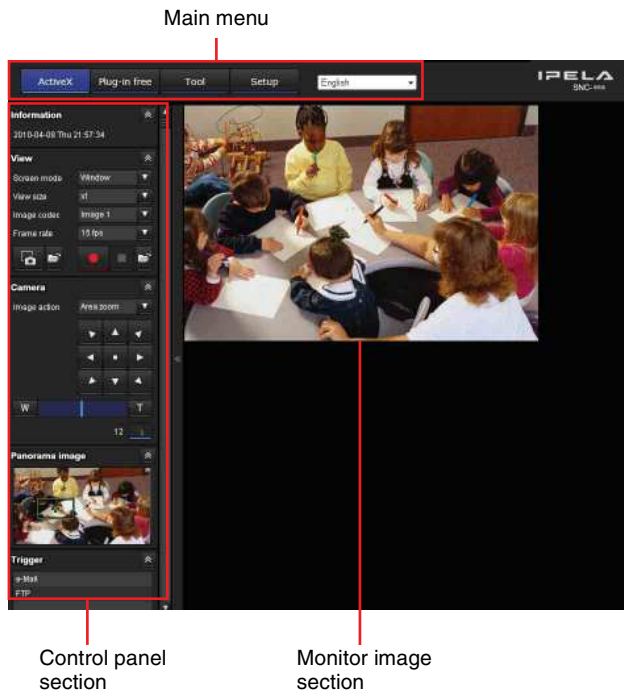 Main menu
ActiveX Plug-in free Tool Setup English
IPELA
SNC-
Information
2010-04-08 Thu 21:57:34
View
Screen mode Window
View size x1
Image codec Image 1
Frame rate 15 fps
Camera
Image action Area zoom
W T
12
Panorama image
Trigger
e-Mail
FTP
Control panel
section
Monitor image
section